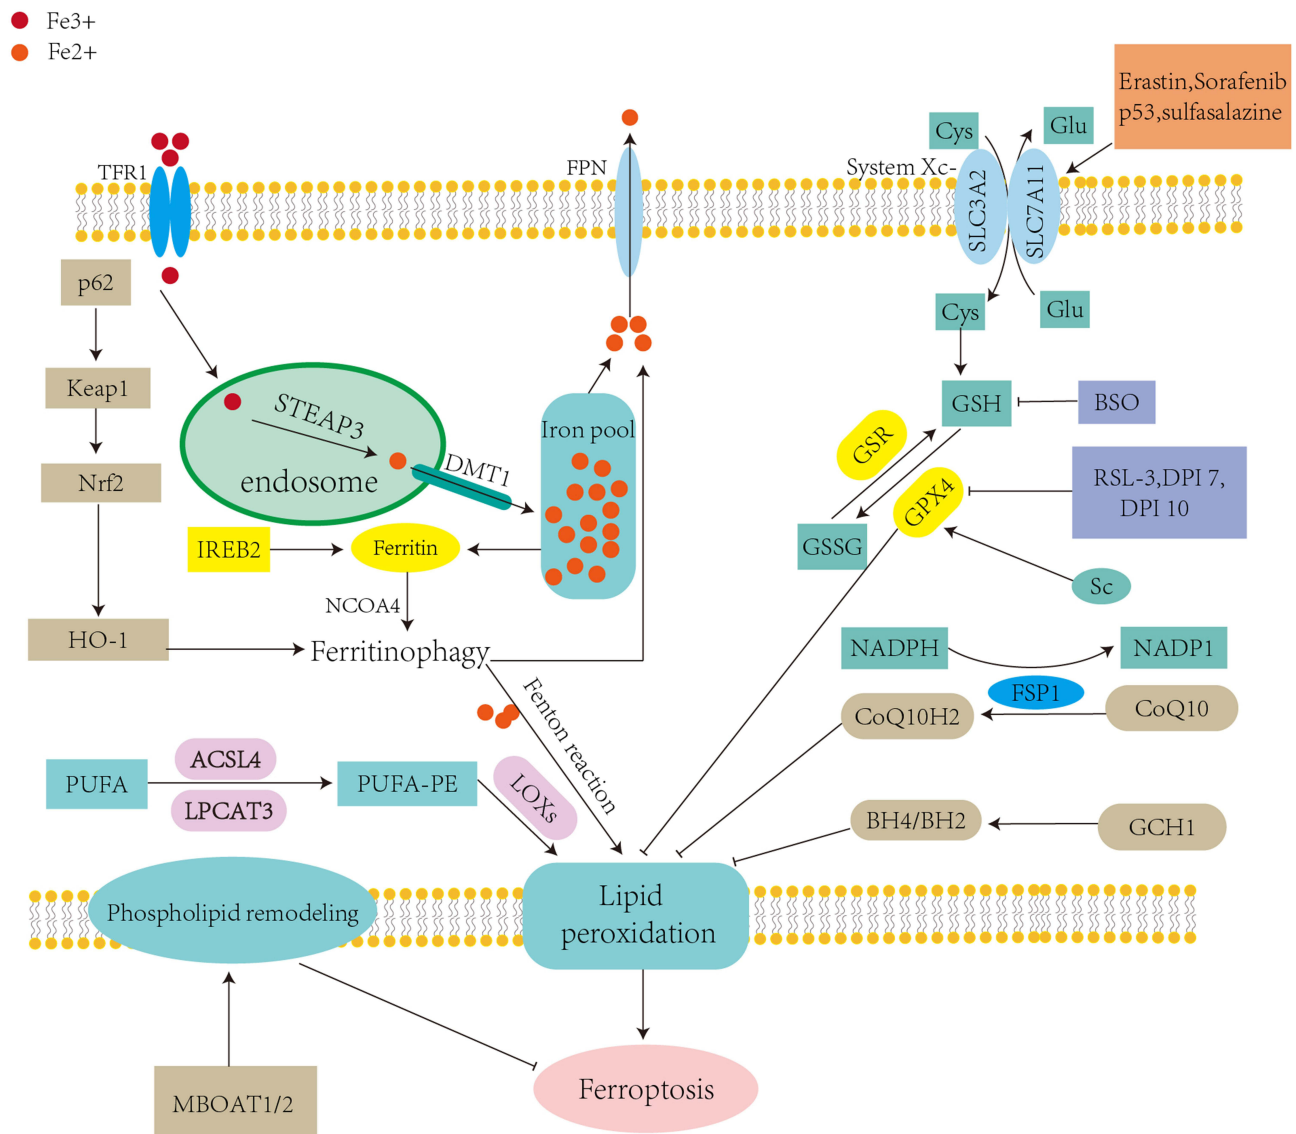 Fe3+
Fe2+
Erastin,Sorafenib
p53,sulfasalazine
Cys
Glu
TFR1
FPN
System Xc-
SLC3A2
SLC7A11
p62
Cys
Glu
Keap1
STEAP3
Iron pool
GSH
BSO
GSR
DMT1
endosome
Nrf2
GPX4
RSL-3,DPI 7,
DPI 10
IREB2
Ferritin
GSSG
Sc
NCOA4
HO-1
Ferritinophagy
NADPH
NADP1
FSP1
CoQ10H2
CoQ10
Fenton reaction
ACSL4
PUFA
PUFA-PE
LOXs
LPCAT3
BH4/BH2
GCH1
Phospholipid remodeling
Lipid
peroxidation
Ferroptosis
MBOAT1/2